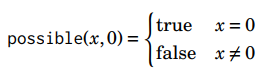 possible(x,0) = { true x = 0
false x ≠ 0